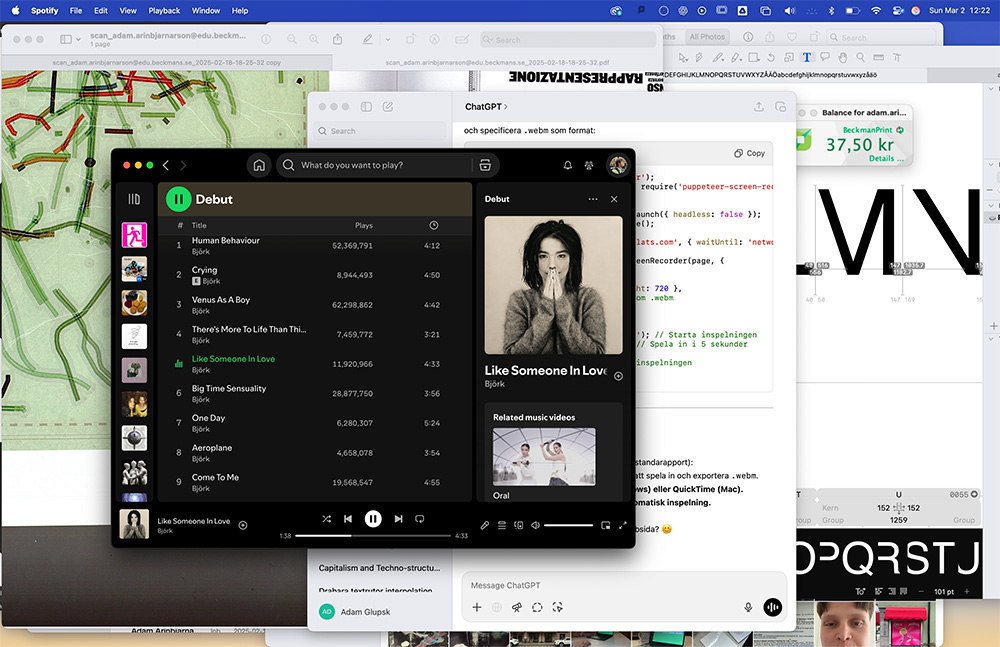 Spotify File Edit View Playback Window Help
Sun Mar 2 12:22
scan_adam.arinbjarnarson@edu.beckm...
1 page
Search
All Photos
Search
scan_adam.arinbjarnarson@edu.beckmans.se_2025-02-18-18-25-32 copy
scan_adam.arinbjarnarson@edu.beckmans.se_2025-02-18-18-25-32.pdf
RAPPRESENTAZIONE
DEFGHIJKLMNOPQRSTUVWXYZÅÄÖabcdefghijklmnopqrstuvwxyzåäö
ChatGPT
Search
och specificera .webm som format:
Copy
');
require('puppeteer-screen-rec
aunch({ headless: false });
e();
lats.com', { waitUntil: 'netwo
eenRecorder(page, {
ht: 720 },
om .webm
'); // Starta inspelningen
// Spela in i 5 sekunder
inspelningen
standarapport):
att spela in och exportera .webm.
ows) eller QuickTime (Mac).
omatisk inspelning.
bsida? 😊
Capitalism and Techno-structu...
Drabara textrutor interpolation
AD Adam Glupsk
Message ChatGPT
Balance for adam.ari...
BeckmanPrint
37,50 kr
Details ...
What do you want to play?
Debut
# Title Plays
1 Human Behaviour 52,369,791 4:12
Björk
2 Crying 8,944,493 4:50
E Björk
3 Venus As A Boy 62,298,862 4:42
Björk
4 There's More To Life Than Thi... 7,459,772 3:21
Björk
Like Someone In Love 11,920,966 4:33
Björk
6 Big Time Sensuality 28,877,750 3:56
Björk
7 One Day 6,280,307 5:24
Björk
8 Aeroplane 4,658,078 3:54
Björk
9 Come To Me 19,568,547 4:55
Björk
Debut
Like Someone In Love
Björk
Related music videos
Oral
Like Someone In Love
Björk
1:38
4:33
MN
48 58
147 169
T U 0055
Kern 152 152
Group 1259 Group
OPQRSTJ
101 pt
Adam Arinbjarna